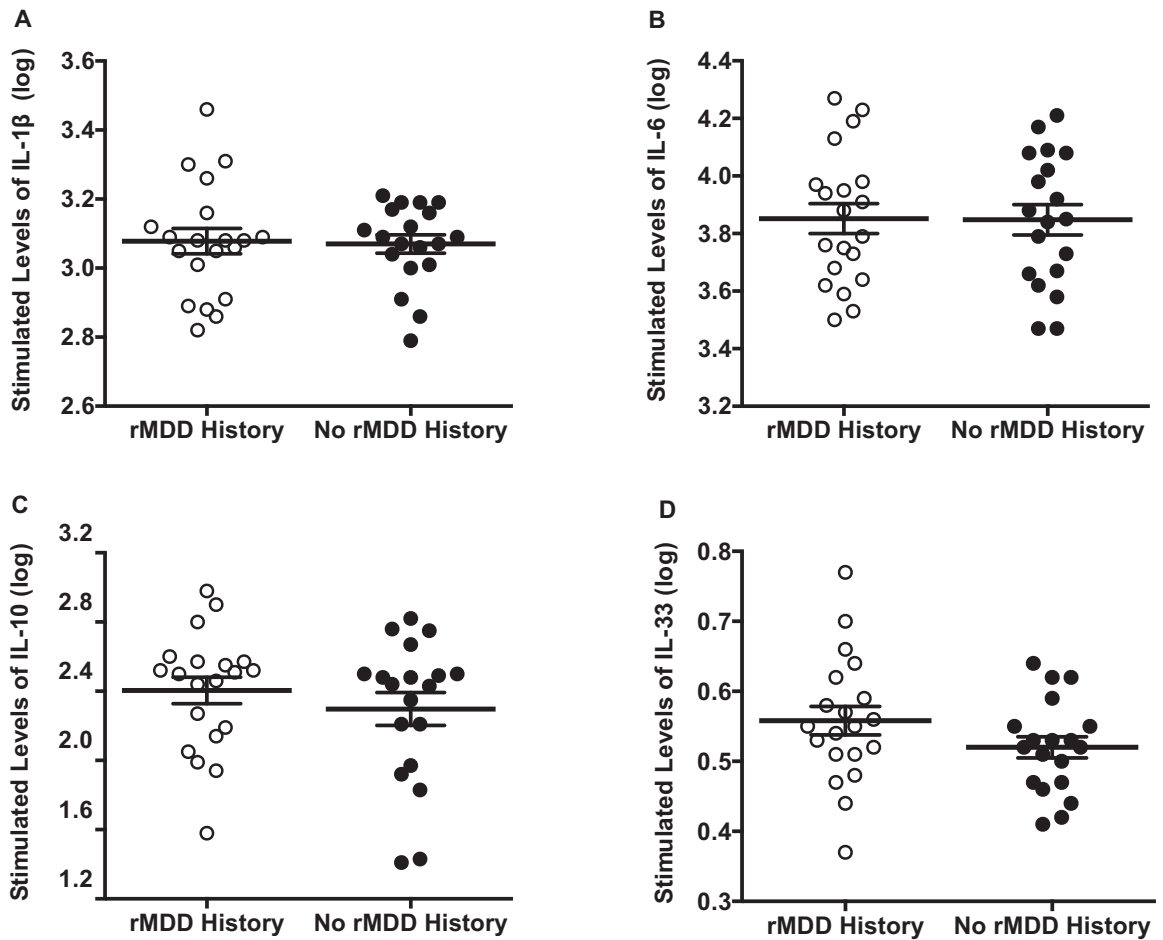 A
Stimulated Levels of IL-1β (log)
3.6
3.4
3.2
3.0
2.8
2.6
rMDD History No rMDD History
B
Stimulated Levels of IL-6 (log)
4.4
4.2
4.0
3.8
3.6
3.4
3.2
rMDD History No rMDD History
C
Stimulated Levels of IL-10 (log)
3.2
2.8
2.4
2.0
1.6
1.2
rMDD History No rMDD History
D
Stimulated Levels of IL-33 (log)
0.8
0.7
0.6
0.5
0.4
0.3
rMDD History No rMDD History